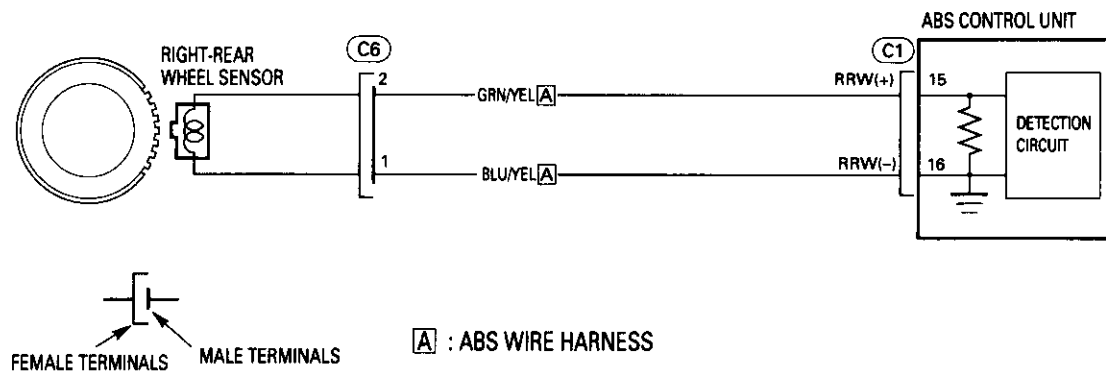 ABS CONTROL UNIT
RIGHT-REAR
WHEEL SENSOR
C6
C1
2
GRN/YEL A
RRW(+)
15
DETECTION
CIRCUIT
1
BLU/YEL A
RRW(−)
16
FEMALE TERMINALS
MALE TERMINALS
A : ABS WIRE HARNESS